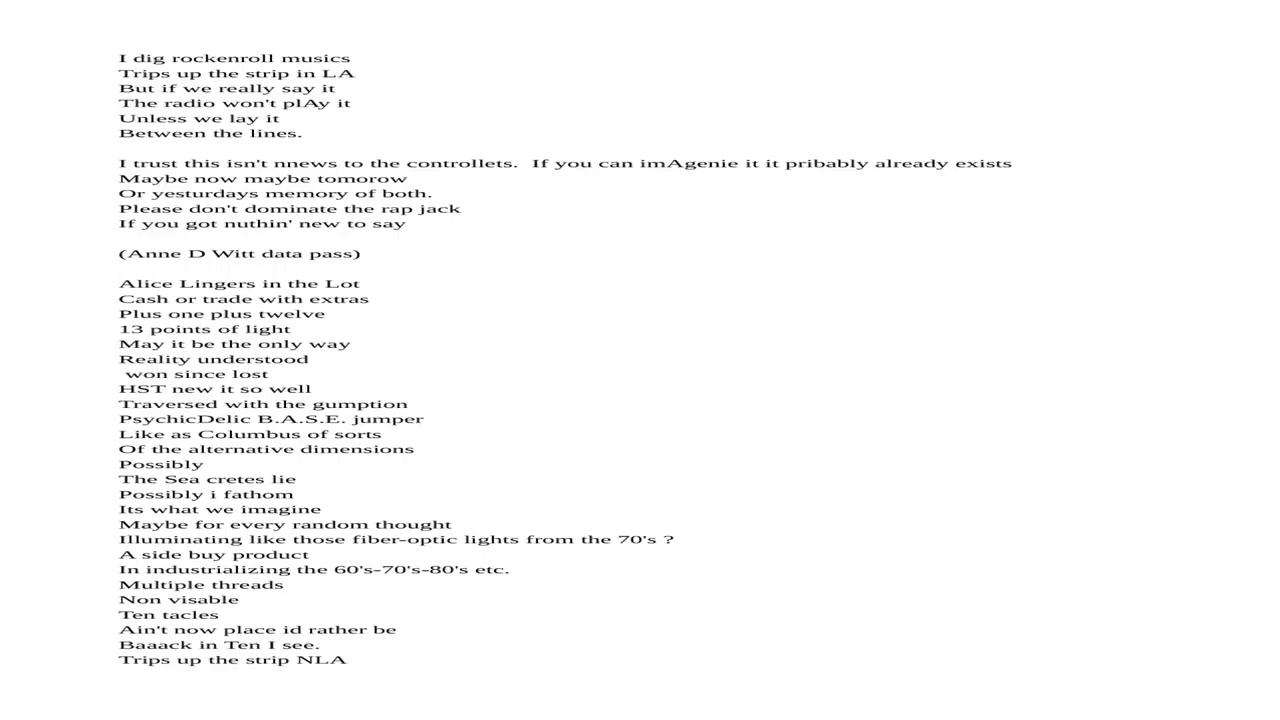 I dig rockenroll musics
Trips up the strip in LA
But if we really say it
The radio won't plAy it
Unless we lay it
Between the lines.
I trust this isn't nnews to the controllets.  If you can imAgenie it it pribably already exists
Maybe now maybe tomorow
Or yesturdays memory of both.
Please don't dominate the rap jack
If you got nuthin' new to say
(Anne D Witt data pass)
Alice Lingers in the Lot
Cash or trade with extras
Plus one plus twelve
13 points of light
May it be the only way
Reality understood
won since lost
HST new it so well
Traversed with the gumption
PsychicDelic B.A.S.E. jumper
Like as Columbus of sorts
Of the alternative dimensions
Possibly
The Sea cretes lie
Possibly i fathom
Its what we imagine
Maybe for every random thought
Illuminating like those fiber-optic lights from the 70's ?
A side buy product
In industrializing the 60's-70's-80's etc.
Multiple threads
Non visable
Ten tacles
Ain't now place id rather be
Baaack in Ten I see.
Trips up the strip NLA